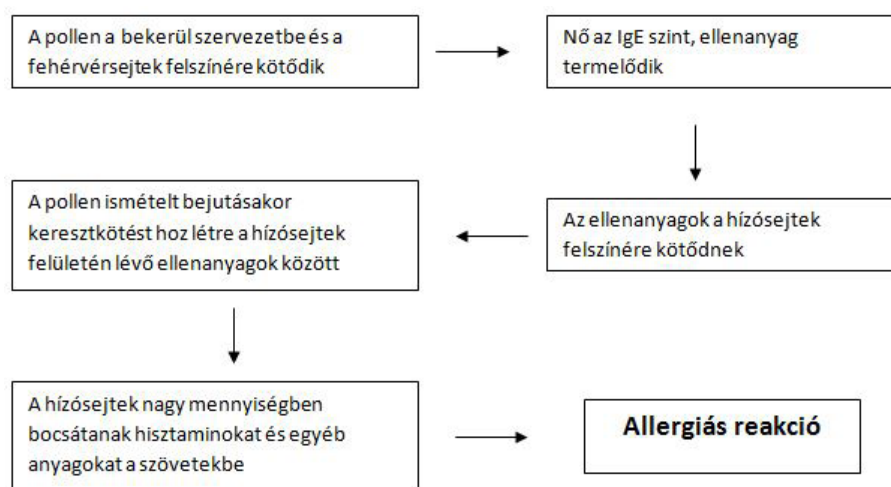 A pollen a bekerül szervezetbe és a
fehérvérsejtek felszínére kötődik
Nő az IgE szint, ellenanyag
termelődik
Az ellenanyagok a hízósejtek
felszínére kötődnek
A pollen ismételt bejutásakor
keresztkötést hoz létre a hízósejtek
felületén lévő ellenanyagok között
A hízósejtek nagy mennyiségben
bocsátanak hisztaminokat és egyéb
anyagokat a szövetekbe
Allergiás reakció